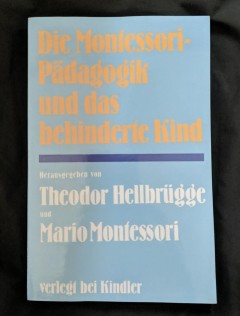 Die Montessori-
Pädagogik
und das
behinderte Kind
Herausgegeben von
Theodor Hellbrügge
und
Mario Montessori
verlegt bei Kindler